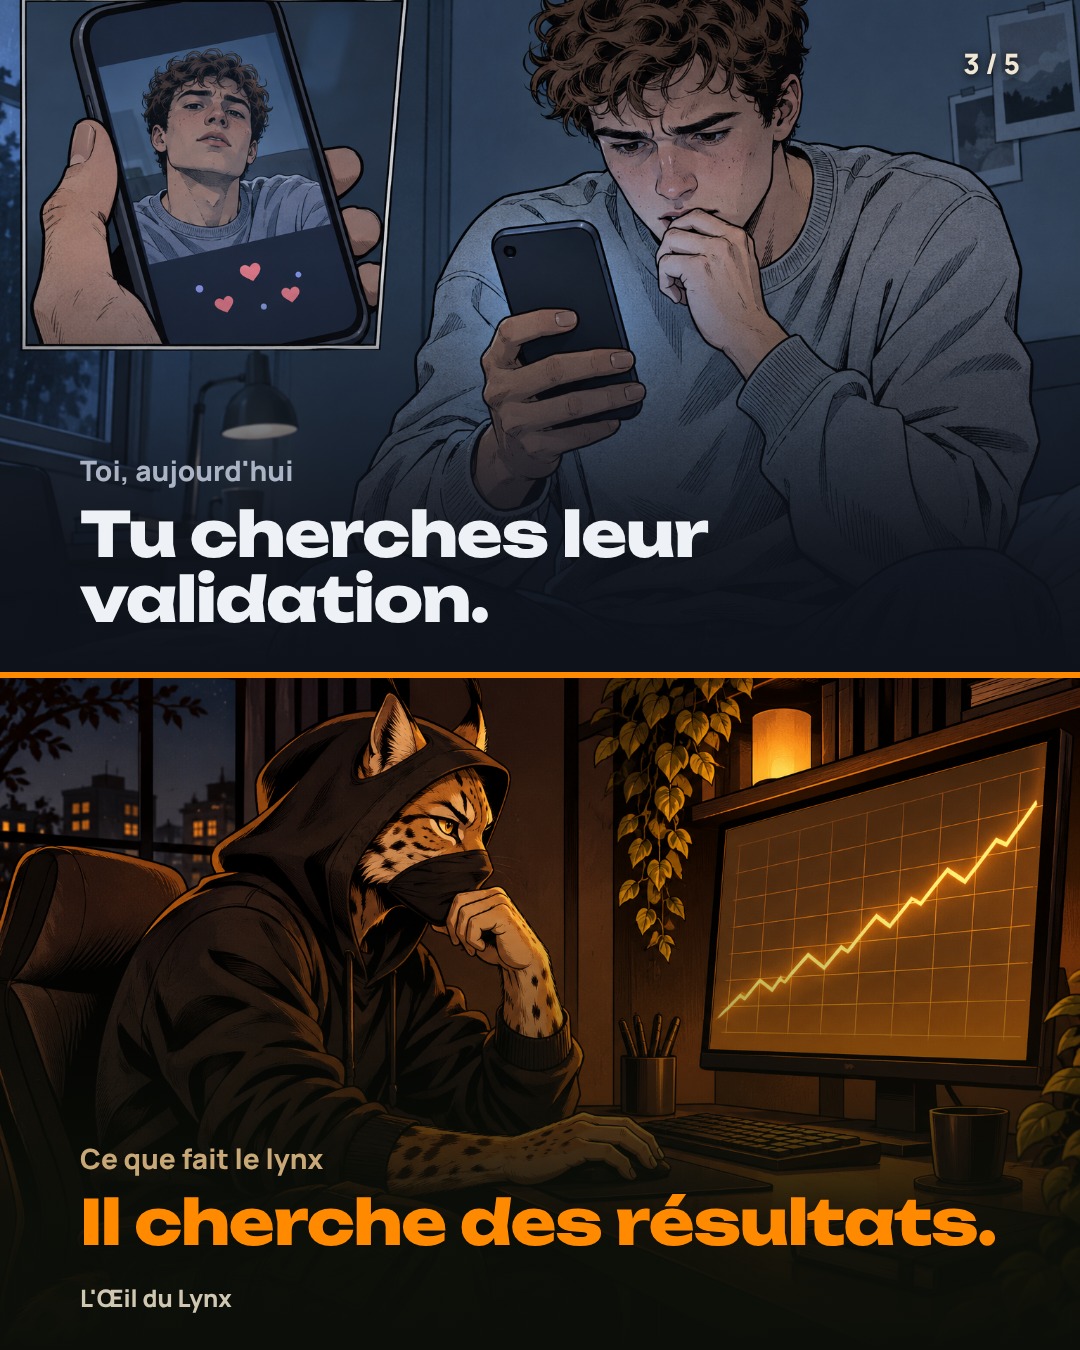 3 / 5
Toi, aujourd'hui
Tu cherches leur
validation.
Ce que fait le lynx
Il cherche des résultats.
L'Œil du Lynx